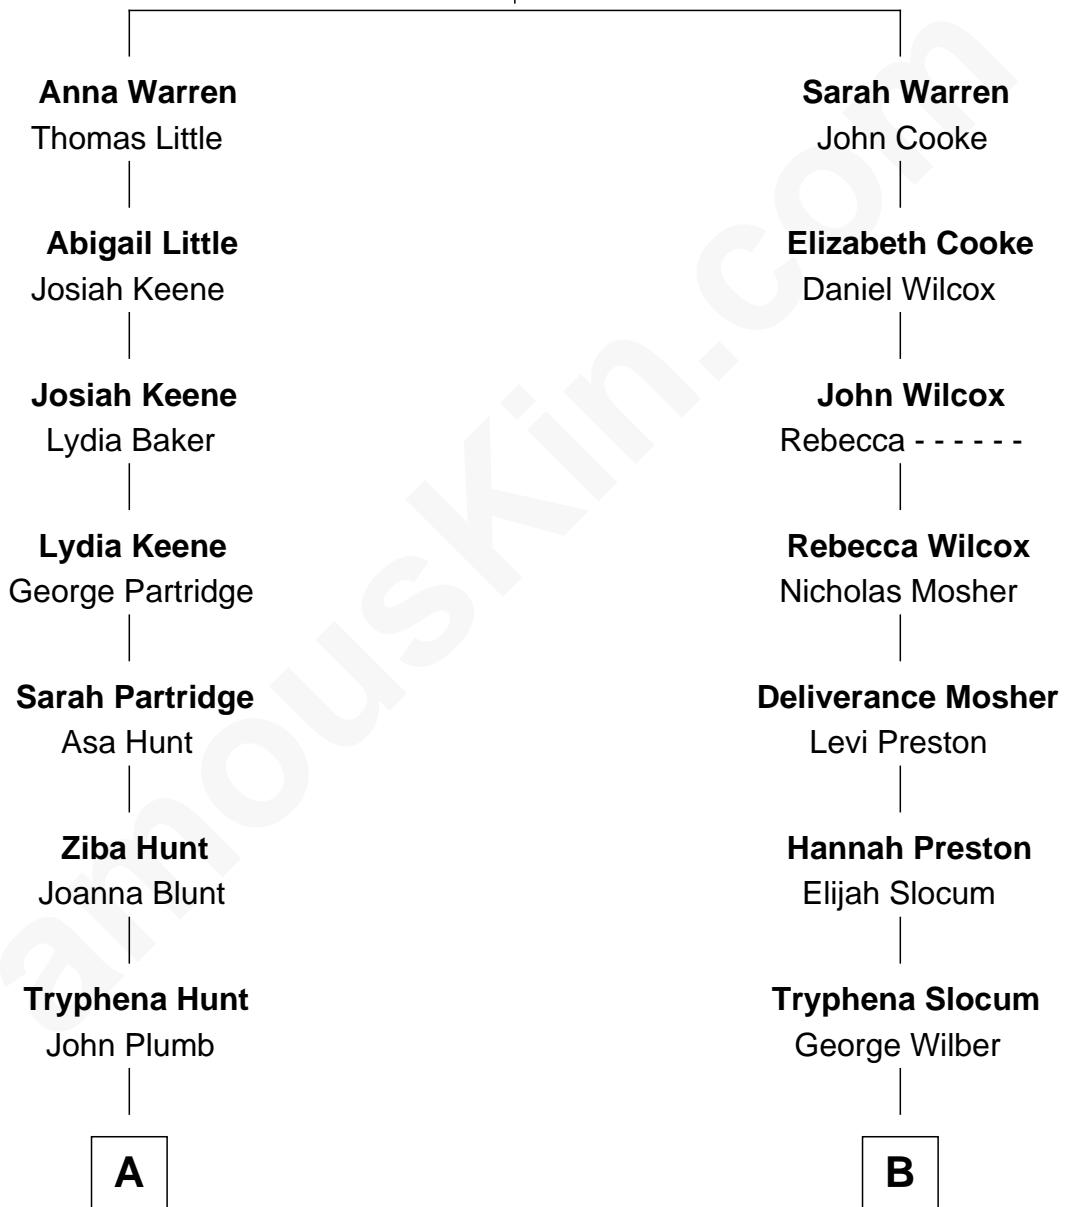 Anna Warren
Thomas Little
Abigail Little
Josiah Keene
Josiah Keene
Lydia Baker
Lydia Keene
George Partridge
Sarah Partridge
Asa Hunt
Ziba Hunt
Joanna Blunt
Tryphena Hunt
John Plumb
A
Sarah Warren
John Cooke
Elizabeth Cooke
Daniel Wilcox
John Wilcox
Rebecca - - - - - -
Rebecca Wilcox
Nicholas Mosher
Deliverance Mosher
Levi Preston
Hannah Preston
Elijah Slocum
Tryphena Slocum
George Wilber
B
amouskin.com